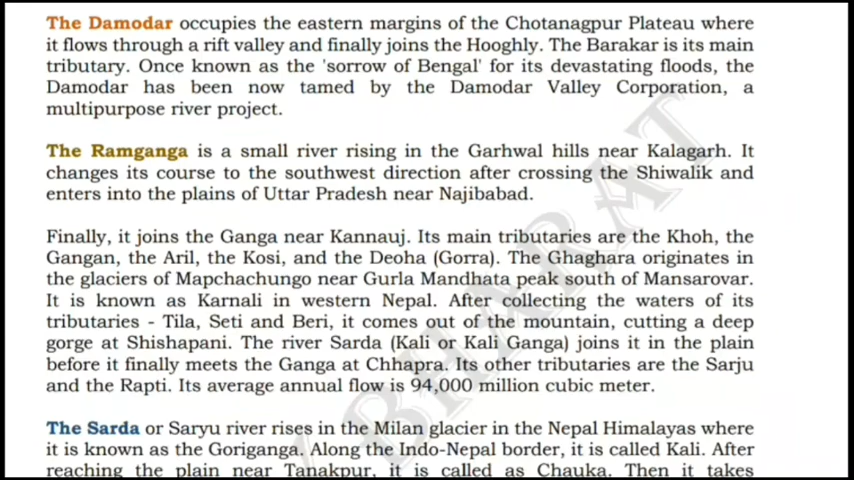 The Damodar occupies the eastern margins of the Chotanagpur Plateau where
it flows through a rift valley and finally joins the Hooghly. The Barakar is its main
tributary. Once known as the 'sorrow of Bengal' for its devastating floods, the
Damodar has been now tamed by the Damodar Valley Corporation, a
multipurpose river project.
The Ramganga is a small river rising in the Garhwal hills near Kalagarh. It
changes its course to the southwest direction after crossing the Shiwalik and
enters into the plains of Uttar Pradesh near Najibabad.
Finally, it joins the Ganga near Kannauj. Its main tributaries are the Khoh, the
Gangan, the Aril, the Kosi, and the Deoha (Gorra). The Ghaghara originates in
the glaciers of Mapchachungo near Gurla Mandhata peak south of Mansarovar.
It is known as Karnali in western Nepal. After collecting the waters of its
tributaries - Tila, Seti and Beri, it comes out of the mountain, cutting a deep
gorge at Shishapani. The river Sarda (Kali or Kali Ganga) joins it in the plain
before it finally meets the Ganga at Chhapra. Its other tributaries are the Sarju
and the Rapti. Its average annual flow is 94,000 million cubic meter.
The Sarda or Saryu river rises in the Milan glacier in the Nepal Himalayas where
it is known as the Goriganga. Along the Indo-Nepal border, it is called Kali. After
reaching the plain near Tanakpur, it is called as Chauka. Then it takes
BHARAT